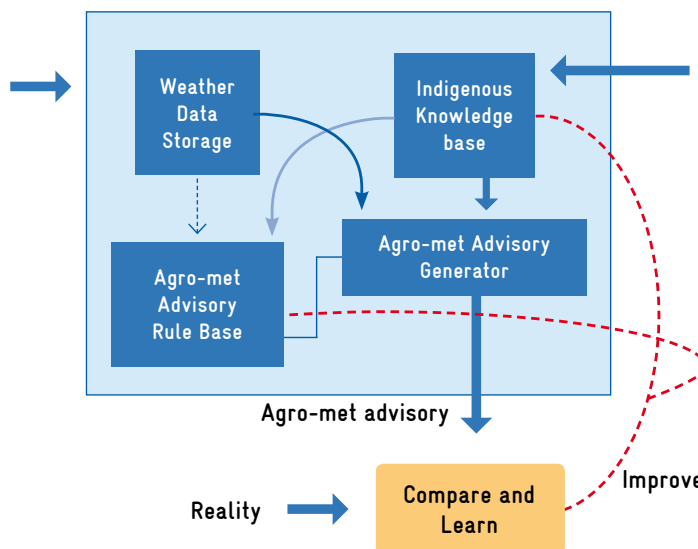 Weather
Data
Storage
Indigenous
Knowledge
base
Agro-met Advisory
Generator
Agro-met
Advisory
Rule Base
Agro-met advisory
Improve
Reality
Compare and
Learn